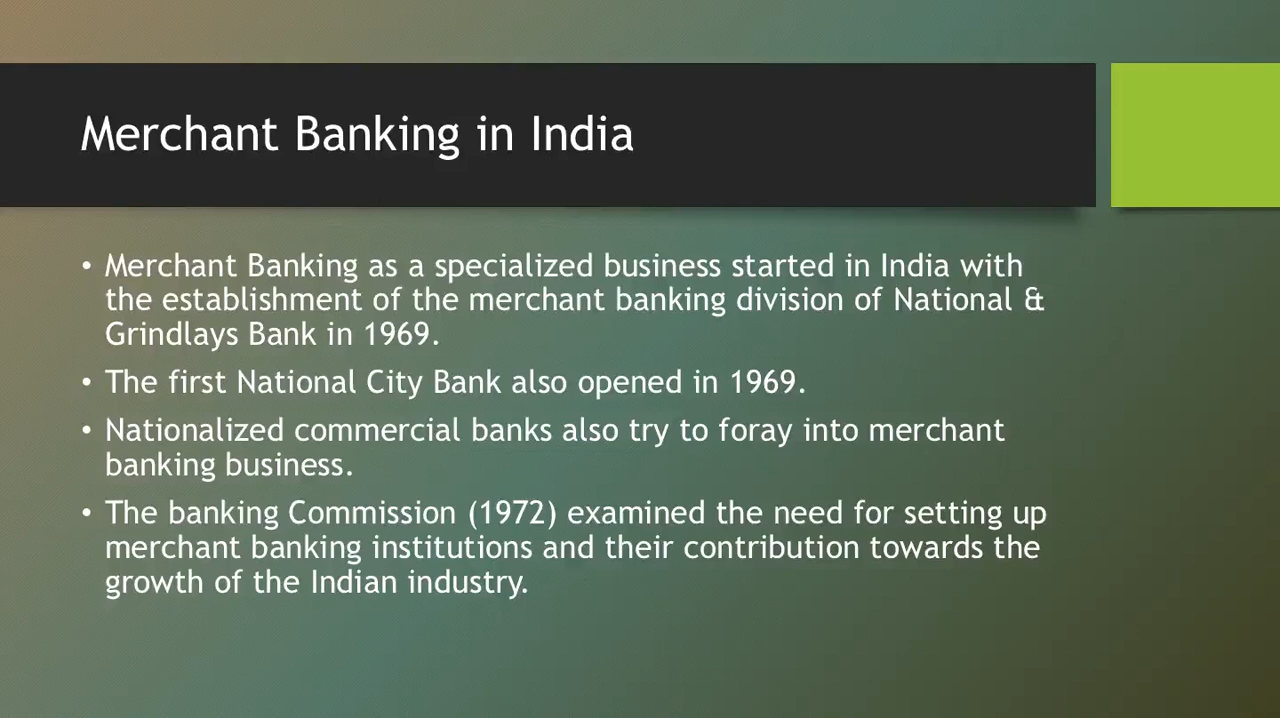 Merchant Banking in India
• Merchant Banking as a specialized business started in India with
the establishment of the merchant banking division of National &
Grindlays Bank in 1969.
• The first National City Bank also opened in 1969.
• Nationalized commercial banks also try to foray into merchant
banking business.
• The banking Commission (1972) examined the need for setting up
merchant banking institutions and their contribution towards the
growth of the Indian industry.